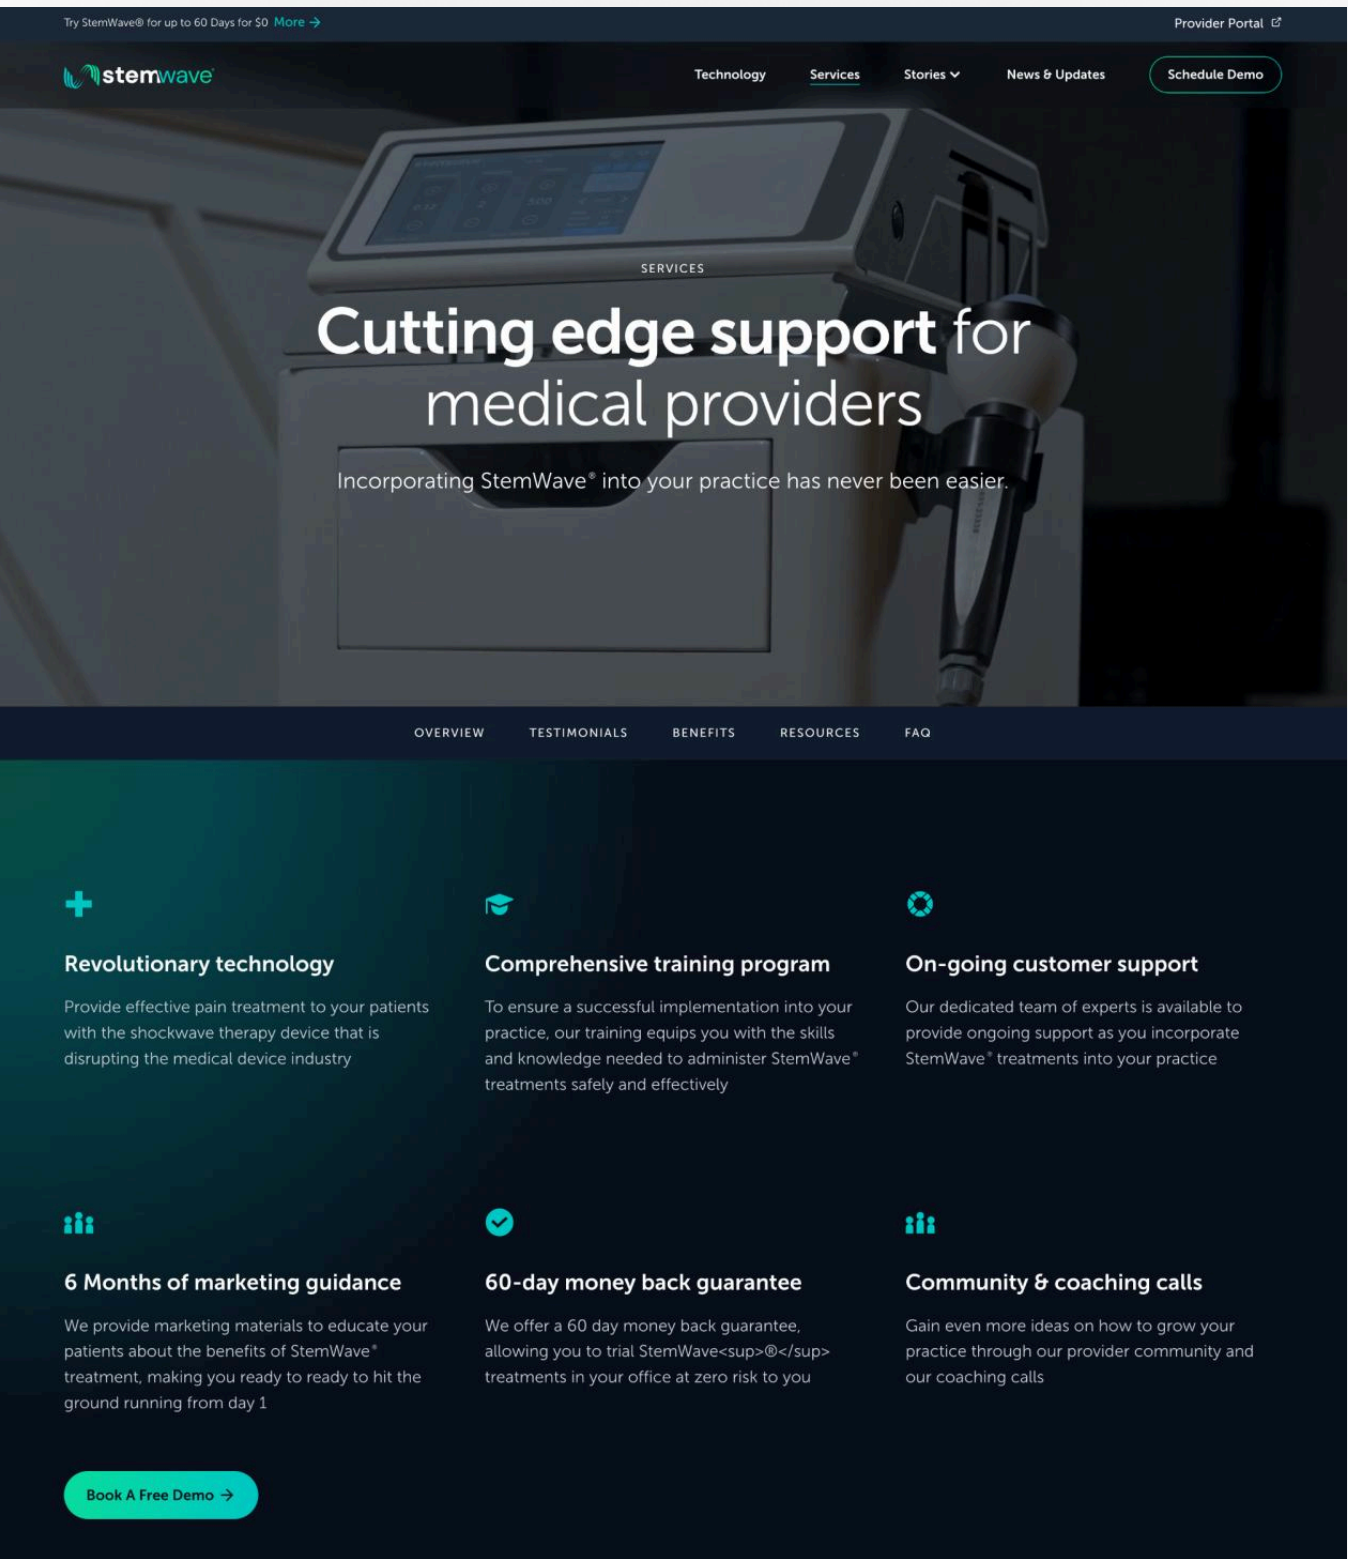 Try StemWave® for up to 60 Days for $0 More →
Provider Portal
stemwave
Technology
Services
Stories
News & Updates
Schedule Demo
SERVICES
Cutting edge support for
medical providers
Incorporating StemWave® into your practice has never been easier.
OVERVIEW
TESTIMONIALS
BENEFITS
RESOURCES
FAQ
Revolutionary technology
Provide effective pain treatment to your patients
with the shockwave therapy device that is
disrupting the medical device industry
Comprehensive training program
To ensure a successful implementation into your
practice, our training equips you with the skills
and knowledge needed to administer StemWave®
treatments safely and effectively
On-going customer support
Our dedicated team of experts is available to
provide ongoing support as you incorporate
StemWave® treatments into your practice
6 Months of marketing guidance
We provide marketing materials to educate your
patients about the benefits of StemWave®
treatment, making you ready to ready to hit the
ground running from day 1
60-day money back guarantee
We offer a 60 day money back guarantee,
allowing you to trial StemWave<sup>®</sup>
treatments in your office at zero risk to you
Community & coaching calls
Gain even more ideas on how to grow your
practice through our provider community and
our coaching calls
Book A Free Demo →